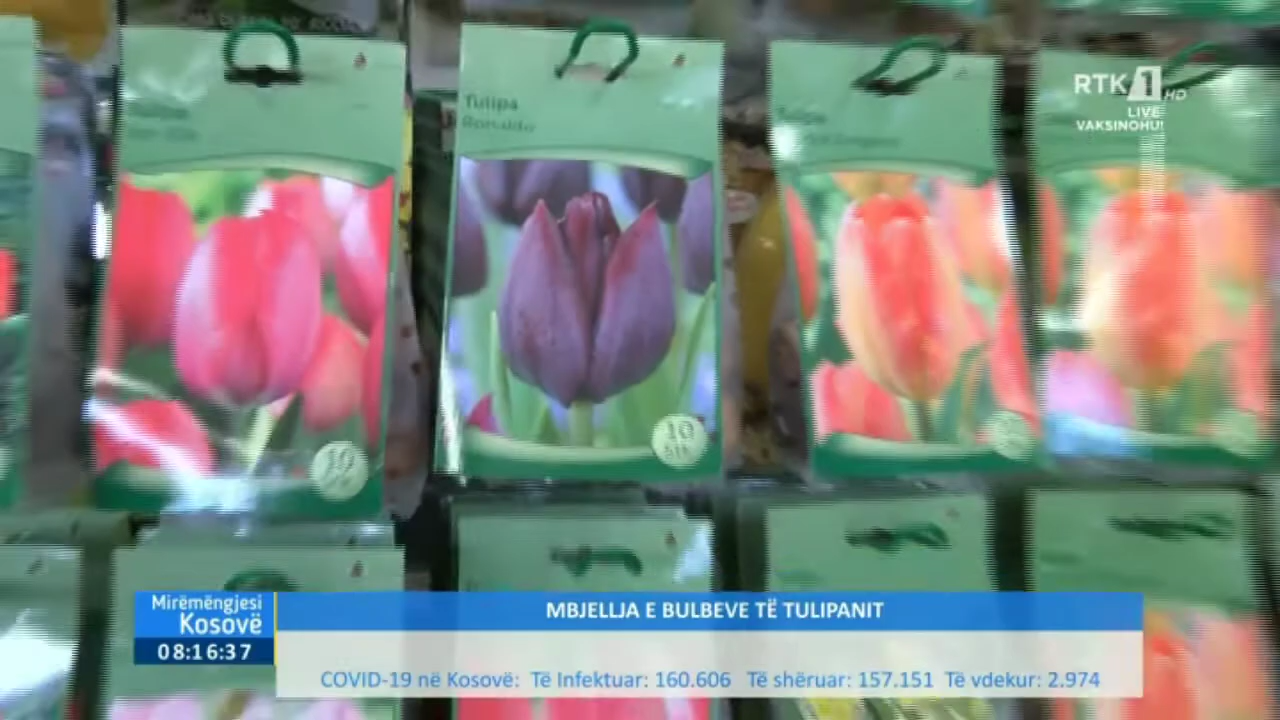 RTK 1 HD
LIVE
VAKSINOHU!
Tulipa
Ronaldo
10
Mirëmëngjesi
Kosovë
08:16:37
MBJELLJA E BULBEVE TË TULIPANIT
COVID-19 në Kosovë: Të Infektuar: 160.606 Të shëruar: 157.151 Të vdekur: 2.974